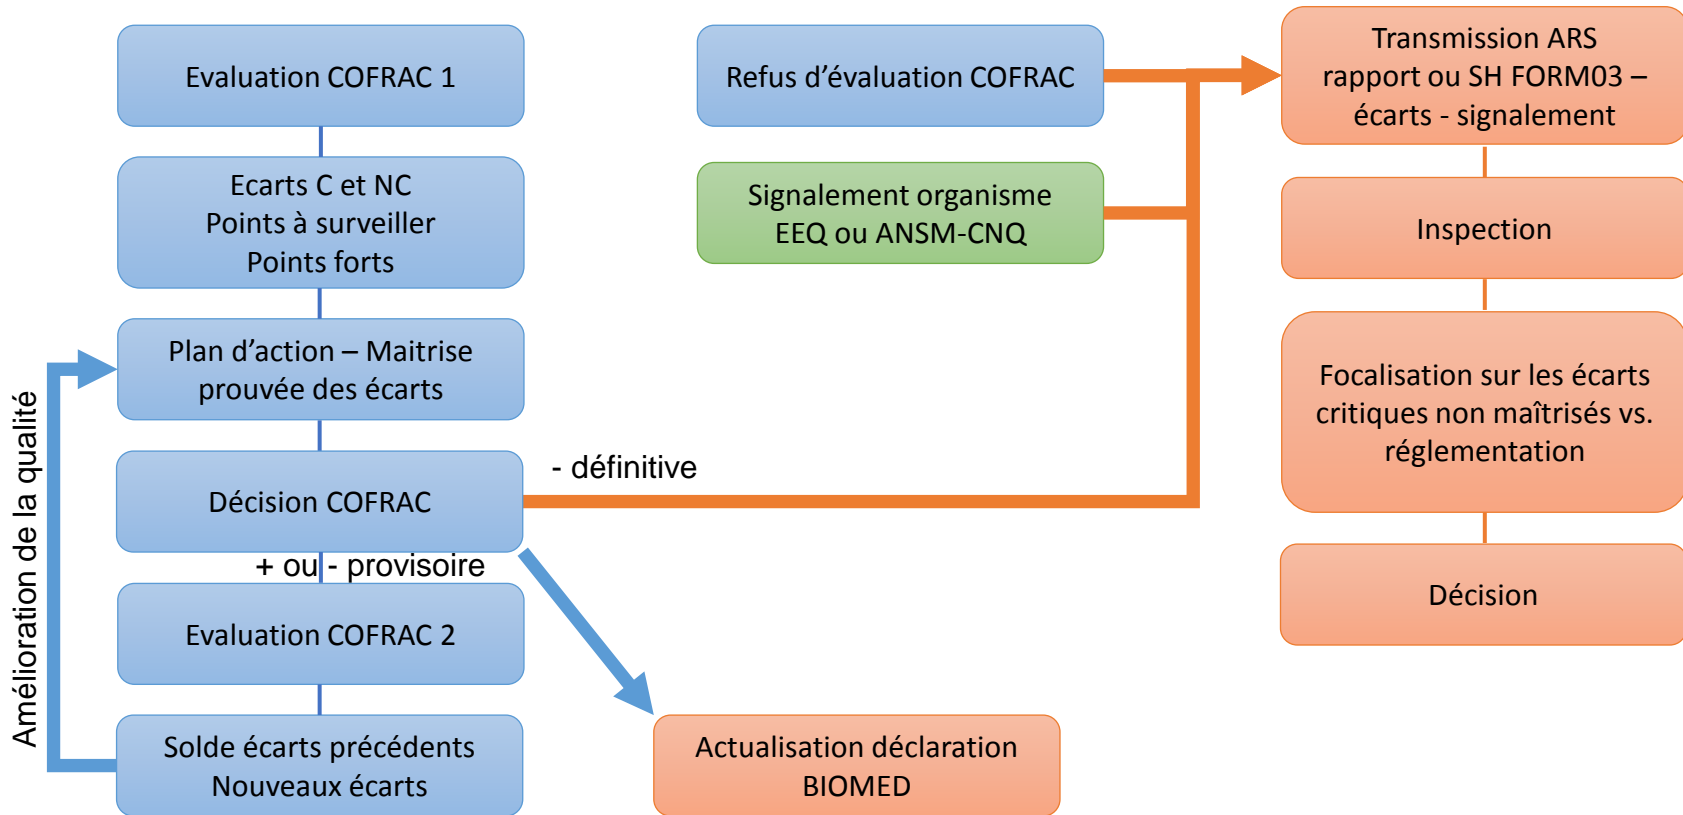 Evaluation COFRAC 1
Ecarts C et NC
Points à surveiller
Points forts
Plan d'action – Maitrise
prouvée des écarts
Décision COFRAC
- définitive
+ ou - provisoire
Evaluation COFRAC 2
Solde écarts précédents
Nouveaux écarts
Amélioration de la qualité
Refus d'évaluation COFRAC
Signalement organisme
EEQ ou ANSM-CNQ
Actualisation déclaration
BIOMED
Transmission ARS
rapport ou SH FORM03 –
écarts - signalement
Inspection
Focalisation sur les écarts
critiques non maîtrisés vs.
réglementation
Décision